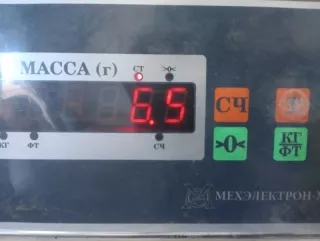 МАССА (г)
СТ >0<
6.5
СЧ
Т
КГ ФТ СЧ
>0<
КГ
ФТ
МЕХЭЛЕКТРОН-